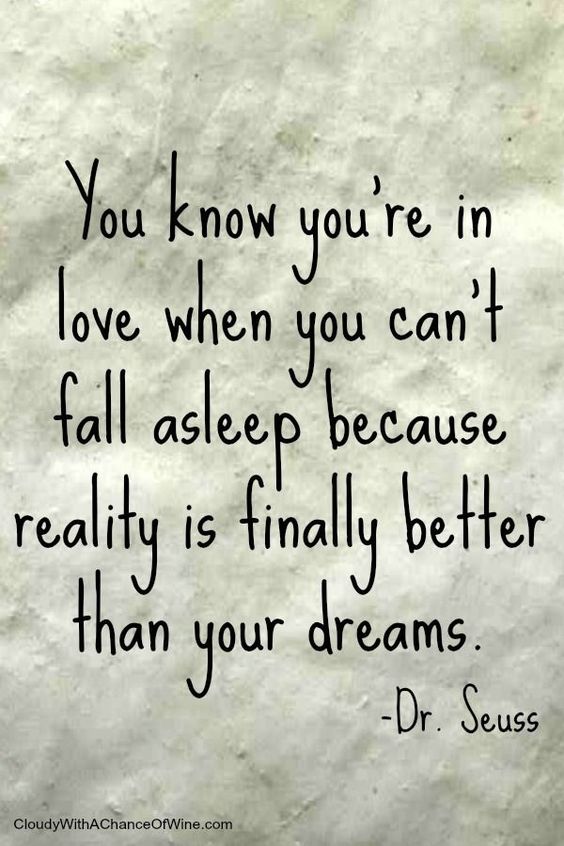 You know you're in
love when you can't
fall asleep because
reality is finally better
than your dreams.
-Dr. Seuss
CloudyWithAChanceOfWine.com